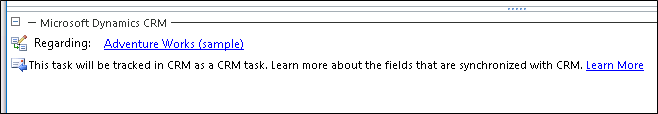 Microsoft Dynamics CRM
Regarding: Adventure Works (sample)
This task will be tracked in CRM as a CRM task. Learn more about the fields that are synchronized with CRM. Learn More